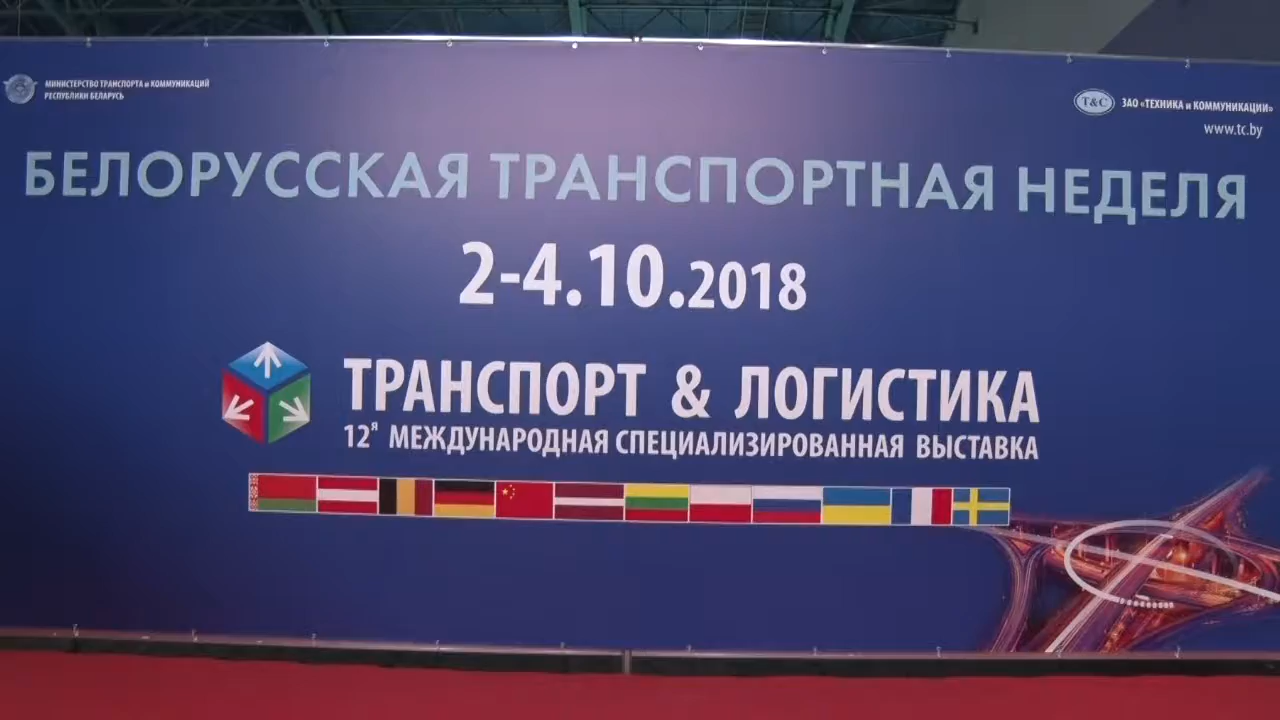 МИНИСТЕРСТВО ТРАНСПОРТА и КОММУНИКАЦИЙ
РЕСПУБЛИКИ БЕЛАРУСЬ
T&C ЗАО «ТЕХНИКА и КОММУНИКАЦИИ»
www.tc.by
БЕЛОРУССКАЯ ТРАНСПОРТНАЯ НЕДЕЛЯ
2-4.10.2018
ТРАНСПОРТ & ЛОГИСТИКА
12я МЕЖДУНАРОДНАЯ СПЕЦИАЛИЗИРОВАННАЯ ВЫСТАВКА